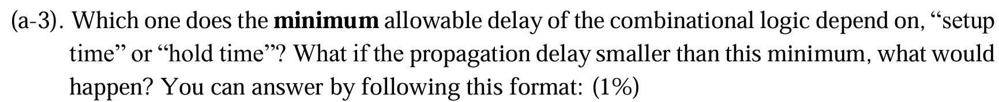 (a-3). Which one does the minimum allowable delay of the combinational logic depend on, “setup
time” or “hold time”? What if the propagation delay smaller than this minimum, what would
happen? You can answer by following this format: (1%)